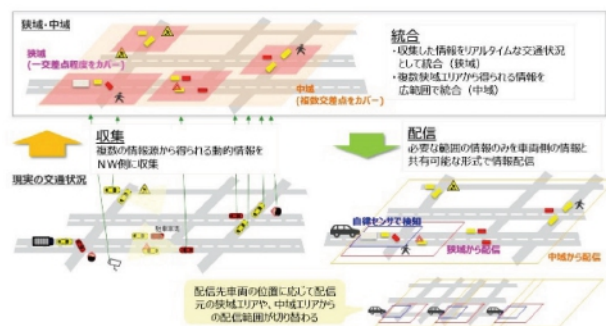 狭域・中域
統合
・収集した情報をリアルタイムな交通状況
として統合（狭域）
・複数狭域エリアから得られる情報を
広範囲で統合（中域）
狭域
(一交差点程度をカバー)
中域
(複数交差点をカバー)
収集
複数の情報源から得られる動的情報を
NW側に収集
配信
必要な範囲の情報のみを車両側の情報と
共有可能な形式で情報配信
現実の交通状況
自律センサで検知
狭域から配信
中域から配信
配信先車両の位置に応じて配信
元の狭域エリアや、中域エリアから
の配信範囲が切り替わる